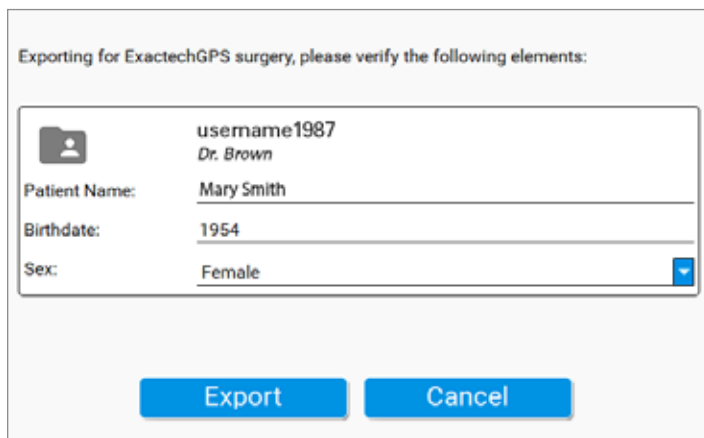 Exporting for ExactechGPS surgery, please verify the following elements:
username1987
Dr. Brown
Patient Name: Mary Smith
Birthdate: 1954
Sex: Female
Export Cancel